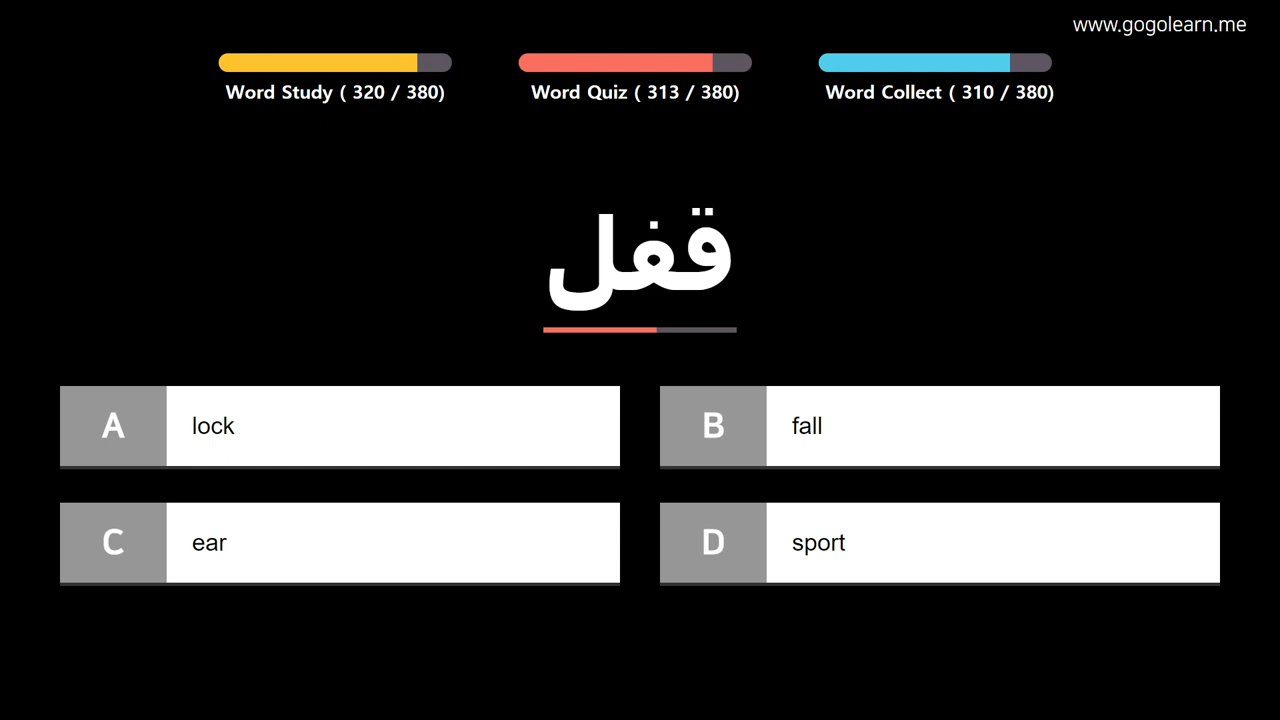 www.gogolearn.me
Word Study ( 320 / 380)
Word Quiz ( 313 / 380)
Word Collect ( 310 / 380)
قفل
A lock
B fall
C ear
D sport